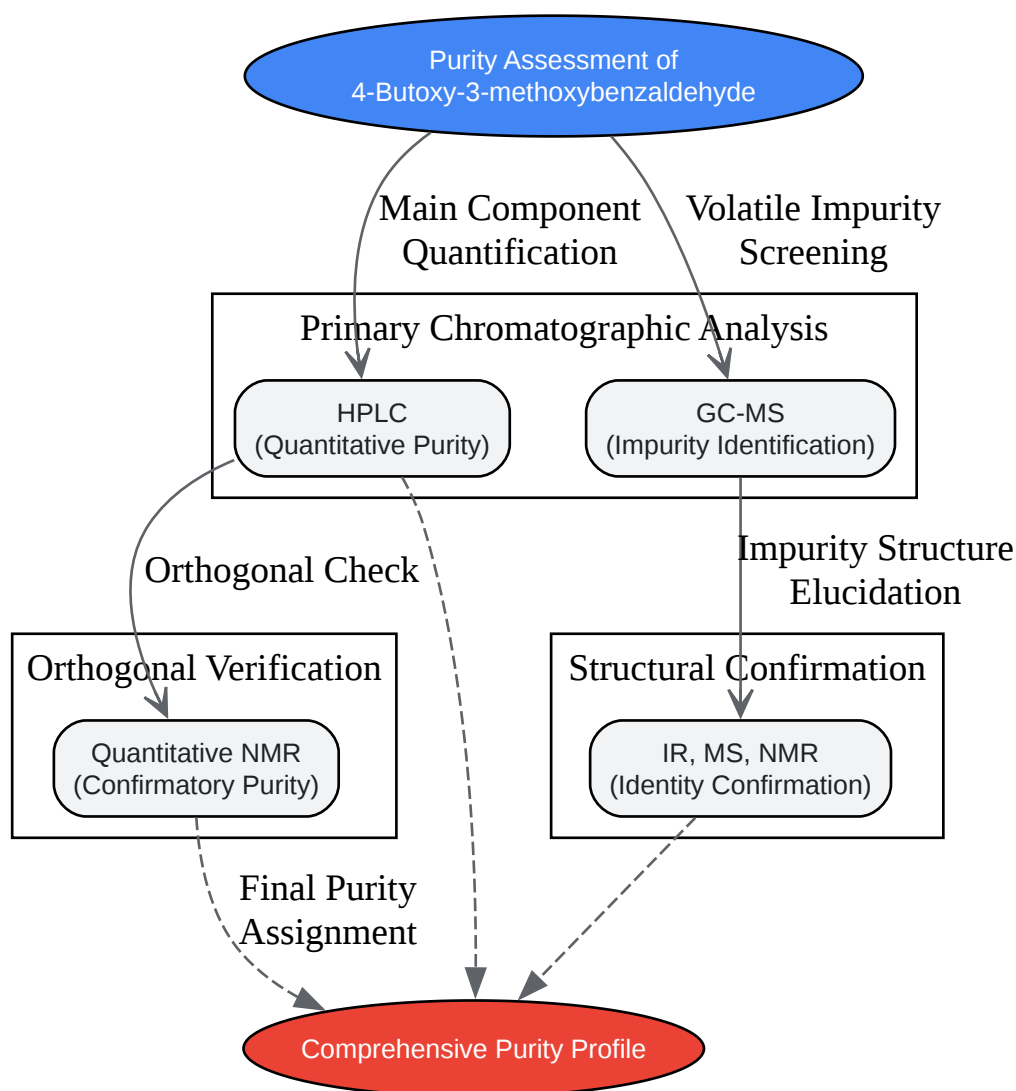 Purity Assessment of
4-Butoxy-3-methoxybenzaldehyde
Main Component
Quantification
Volatile Impurity
Screening
Primary Chromatographic Analysis
HPLC
(Quantitative Purity)
GC-MS
(Impurity Identification)
Orthogonal Check
Impurity Structure
Elucidation
Orthogonal Verification
Structural Confirmation
Quantitative NMR
(Confirmatory Purity)
IR, MS, NMR
(Identity Confirmation)
Final Purity
Assignment
Comprehensive Purity Profile